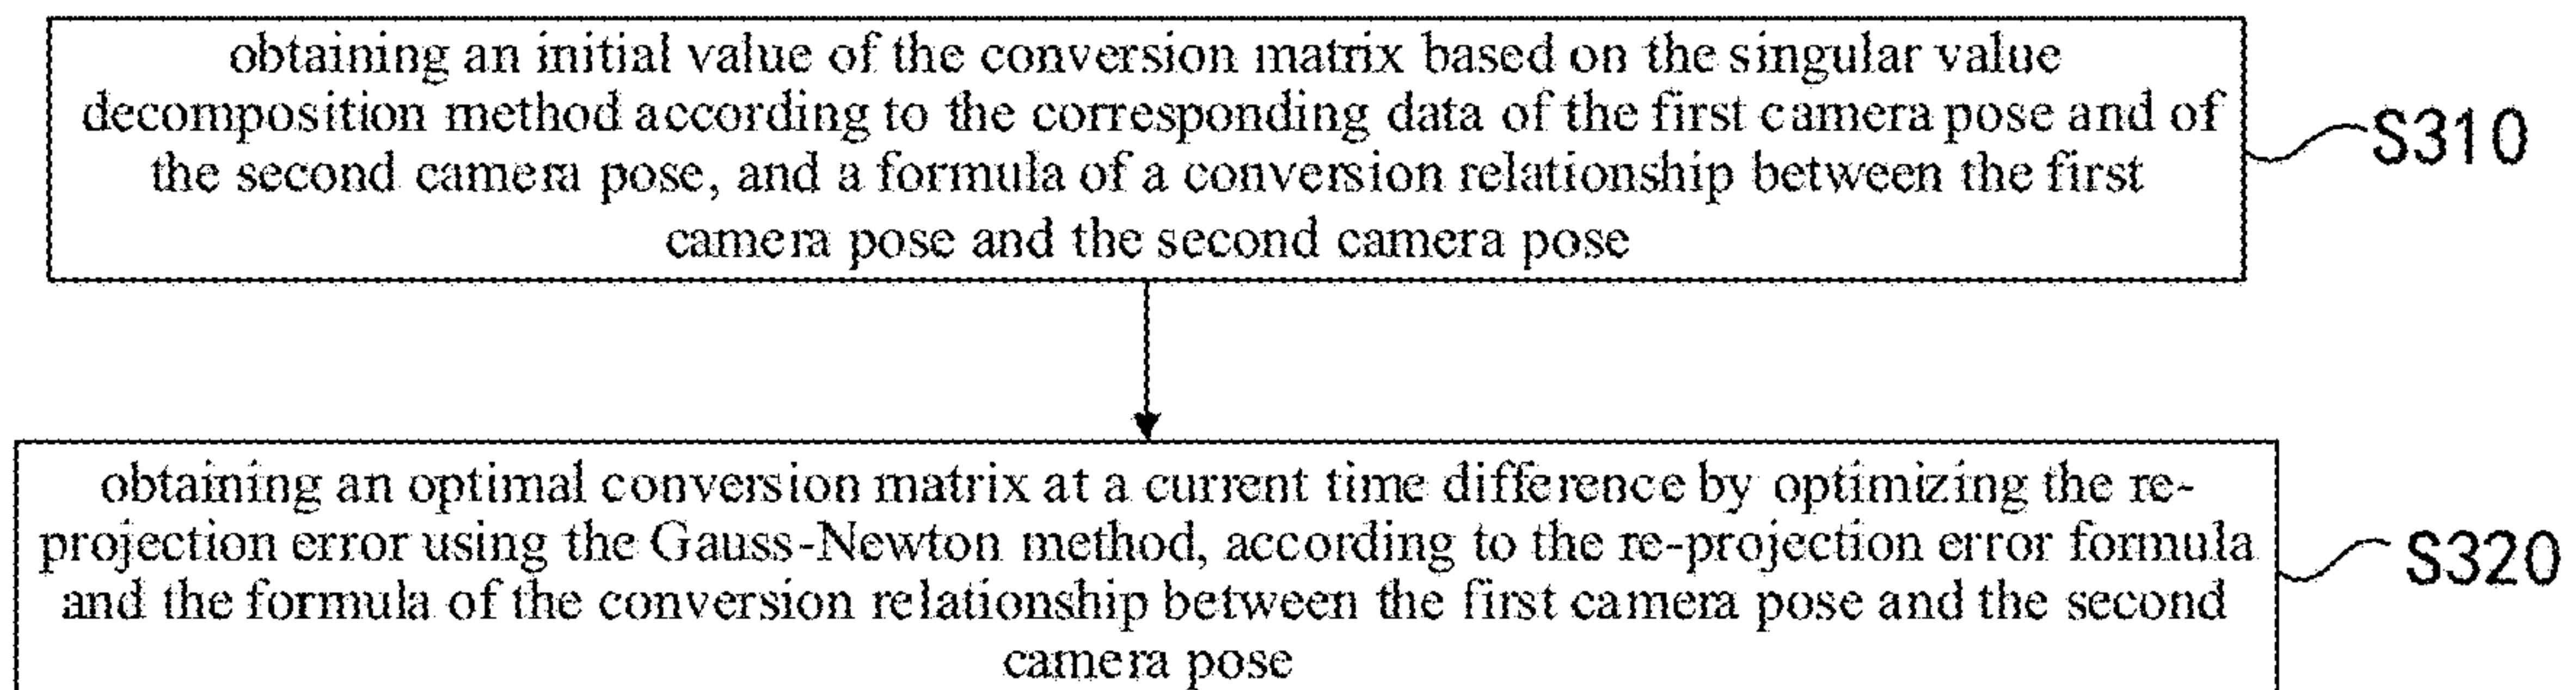 obtaining an initial value of the conversion matrix based on the singular value
decomposition method according to the corresponding data of the first camera pose and of
the second camera pose, and a formula of a conversion relationship between the first
camera pose and the second camera pose
S310
obtaining an optimal conversion matrix at a current time difference by optimizing the re-
projection error using the Gauss-Newton method, according to the re-projection error formula
and the formula of the conversion relationship between the first camera pose and the second
camera pose
S320